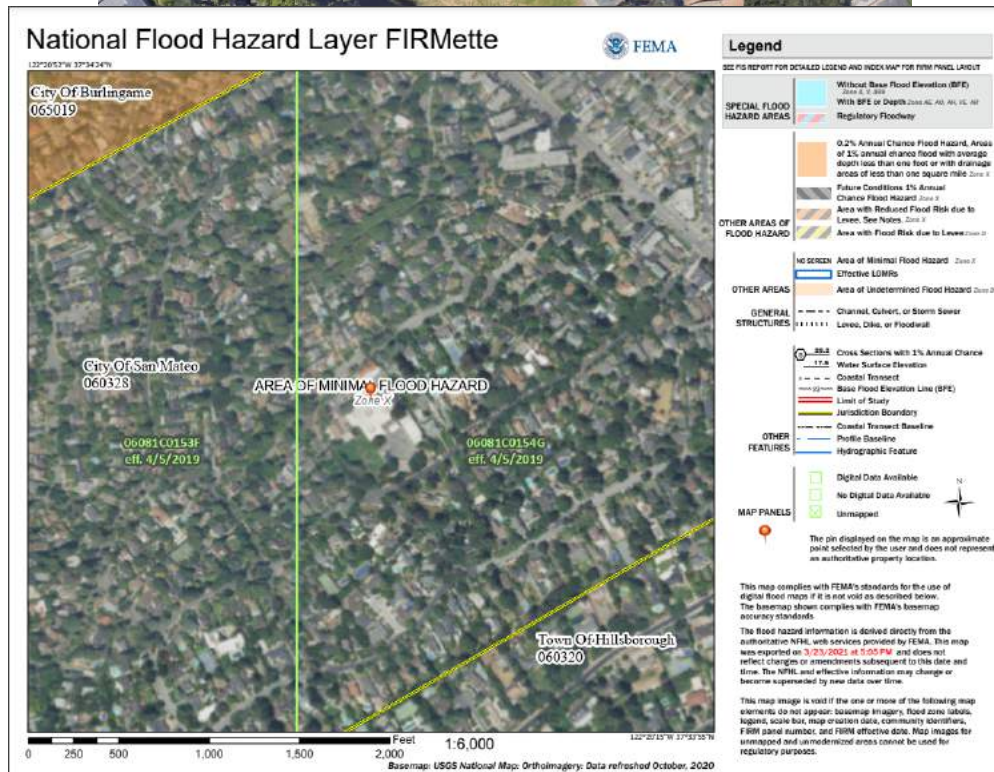 National Flood Hazard Layer FIRMette
FEMA
City Of Burlingame
065019
City Of San Mateo
060328
AREA OF MINIMAL FLOOD HAZARD
Zone X
06081C0153F
eff. 4/5/2019
06081C0154G
eff. 4/5/2019
Town Of Hillsborough
060320
Feet
0 250 500 1,000 1,500 2,000
1:6,000
Basemap: USGS National Map: Orthoimagery: Data refreshed October, 2020
Legend
SEE FIS REPORT FOR DETAILED LEGEND AND INDEX MAP FOR FIRM PANEL LAYOUT
SPECIAL FLOOD
HAZARD AREAS
Without Base Flood Elevation (BFE)
With BFE or Depth
Regulatory Floodway
OTHER AREAS OF
FLOOD HAZARD
0.2% Annual Chance Flood Hazard, Areas
of 1% annual chance flood with average
depth less than one foot or with drainage
areas of less than one square mile Zone X
Future Conditions 1% Annual
Chance Flood Hazard Zone X
Area with Reduced Flood Risk due to
Levee. See Notes. Zone X
Area with Flood Risk due to Levee Zone D
OTHER AREAS
NO SCREEN Area of Minimal Flood Hazard Zone X
Effective LOMRs
Area of Undetermined Flood Hazard Zone D
GENERAL
STRUCTURES
Channel, Culvert, or Storm Sewer
Levee, Dike, or Floodwall
OTHER
FEATURES
Cross Sections with 1% Annual Chance
17.5 Water Surface Elevation
Coastal Transect
Base Flood Elevation Line (BFE)
Limit of Study
Jurisdiction Boundary
Coastal Transect Baseline
Profile Baseline
Hydrographic Feature
MAP PANELS
Digital Data Available
No Digital Data Available
Unmapped
N
The pin displayed on the map is an approximate
point selected by the user and does not represent
an authoritative property location.
This map complies with FEMA's standards for the use of
digital flood maps if it is not void as described below.
The basemap shown complies with FEMA's basemap
accuracy standards
The flood hazard information is derived directly from the
authoritative NFHL web services provided by FEMA. This map
was exported on 3/23/2021 at 5:05 PM and does not
reflect changes or amendments subsequent to this date and
time. The NFHL and effective information may change or
become superseded by new data over time.
This map image is void if the one or more of the following map
elements do not appear: basemap imagery, flood zone labels,
legend, scale bar, map creation date, community identifiers,
FIRM panel number, and FIRM effective date. Map images for
unmapped and unmodernized areas cannot be used for
regulatory purposes.